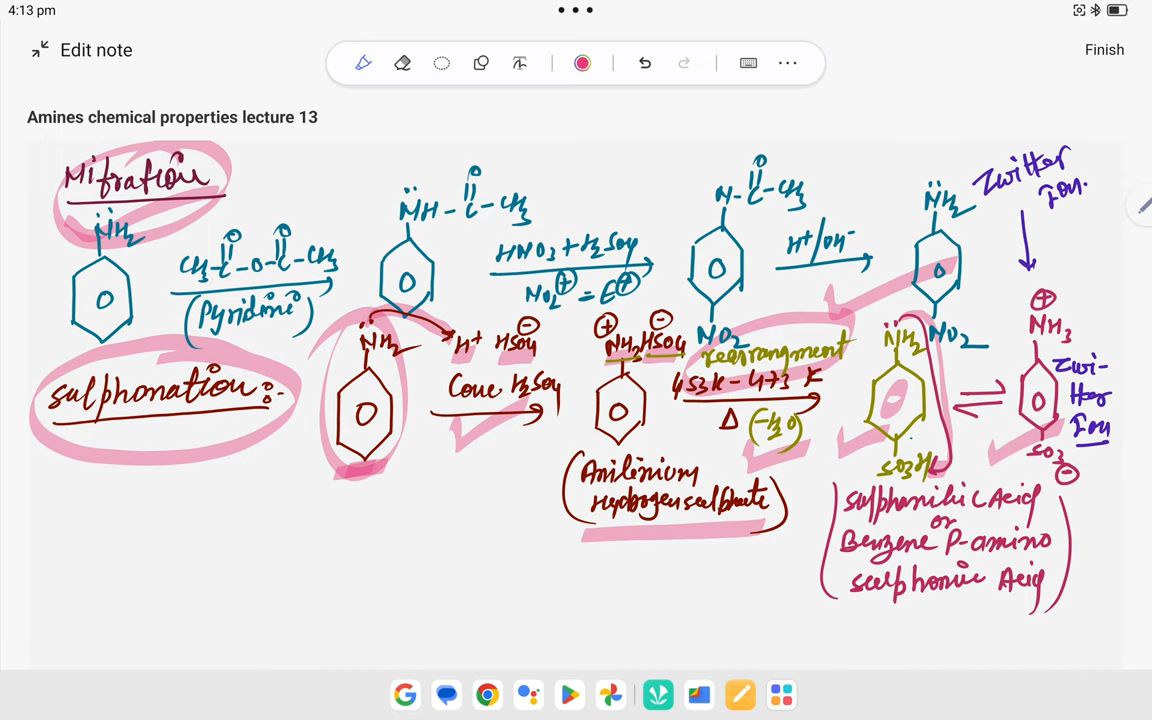 4:13 pm
Edit note
Finish
Amines chemical properties lecture 13
Nitration
Zwitter Ion.
NH2
CH3-C-O-C-CH3
O O
(Pyridine)
NH-C-CH3
O
HNO3 + H2SO4
NO2⊕ = E⊕
N-C-CH3
O
NO2
H+/OH-
NH2
NO2
Sulphonation :-
NH2
H+ HSO4 ⊖
Conc H2SO4
⊕ ⊖
NH3HSO4
(Anilinium
Hydrogensulphate)
rearrangment
453K-473 K
Δ (-H2O)
NH2
SO3H
⊕
NH3
SO3
⊖
Zwi-
tter
Ion
(Sulphanilic Acid
or
Benzene P-amino
sulphonic Acid)